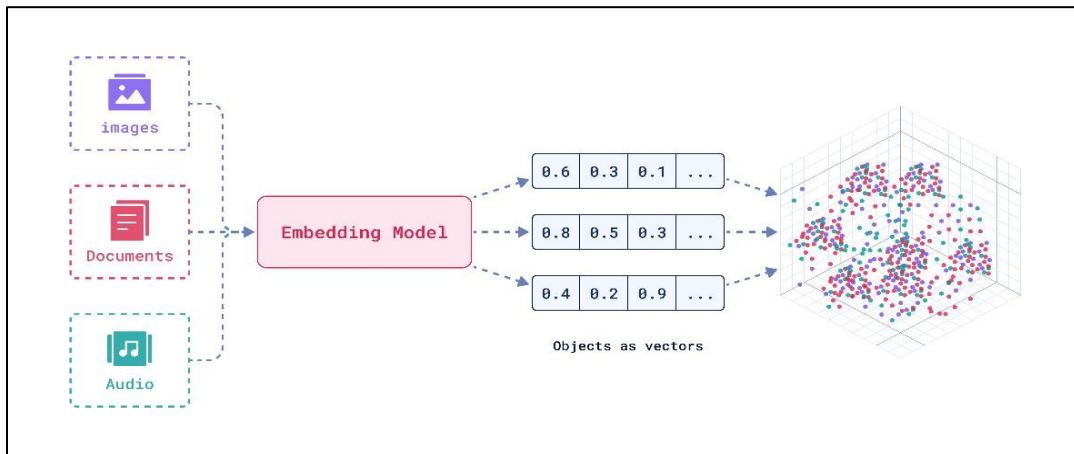 images
Documents
Audio
Embedding Model
0.6 0.3 0.1 ...
0.8 0.5 0.3 ...
0.4 0.2 0.9 ...
Objects as vectors